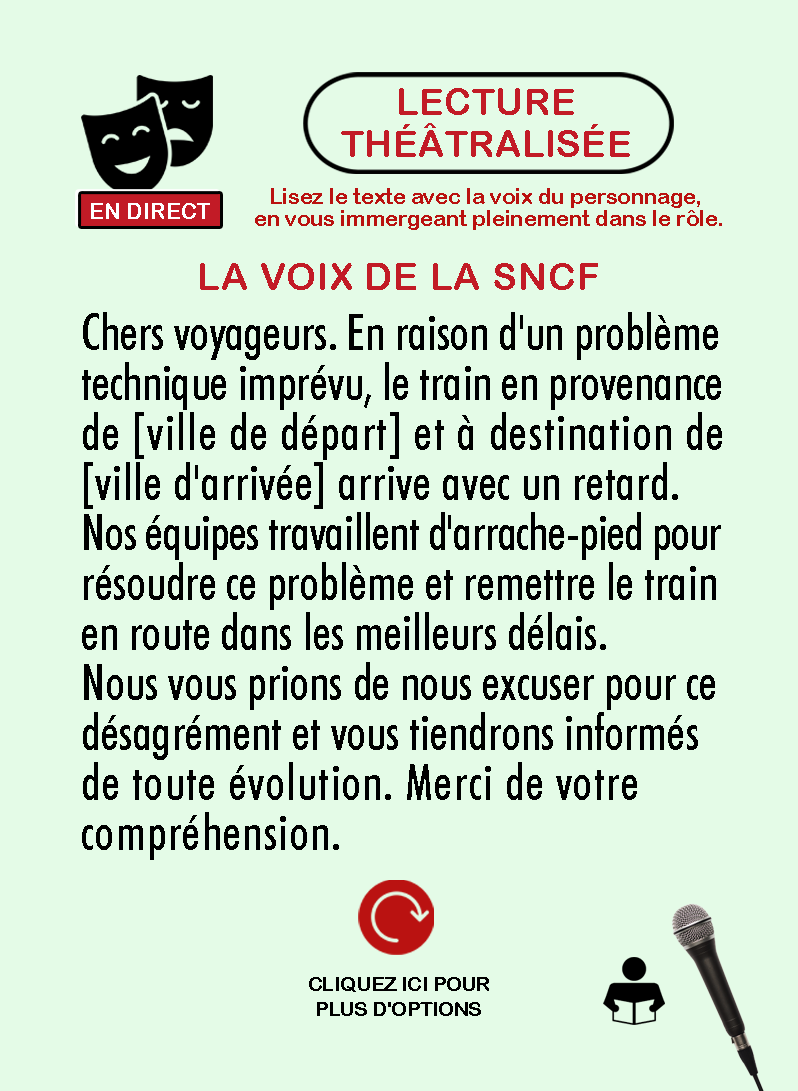 LECTURE
THÉÂTRALISÉE
EN DIRECT
Lisez le texte avec la voix du personnage,
en vous immergeant pleinement dans le rôle.
LA VOIX DE LA SNCF
Chers voyageurs. En raison d'un problème
technique imprévu, le train en provenance
de [ville de départ] et à destination de
[ville d'arrivée] arrive avec un retard.
Nos équipes travaillent d'arrache-pied pour
résoudre ce problème et remettre le train
en route dans les meilleurs délais.
Nous vous prions de nous excuser pour ce
désagrément et vous tiendrons informés
de toute évolution. Merci de votre
compréhension.
CLIQUEZ ICI POUR
PLUS D'OPTIONS